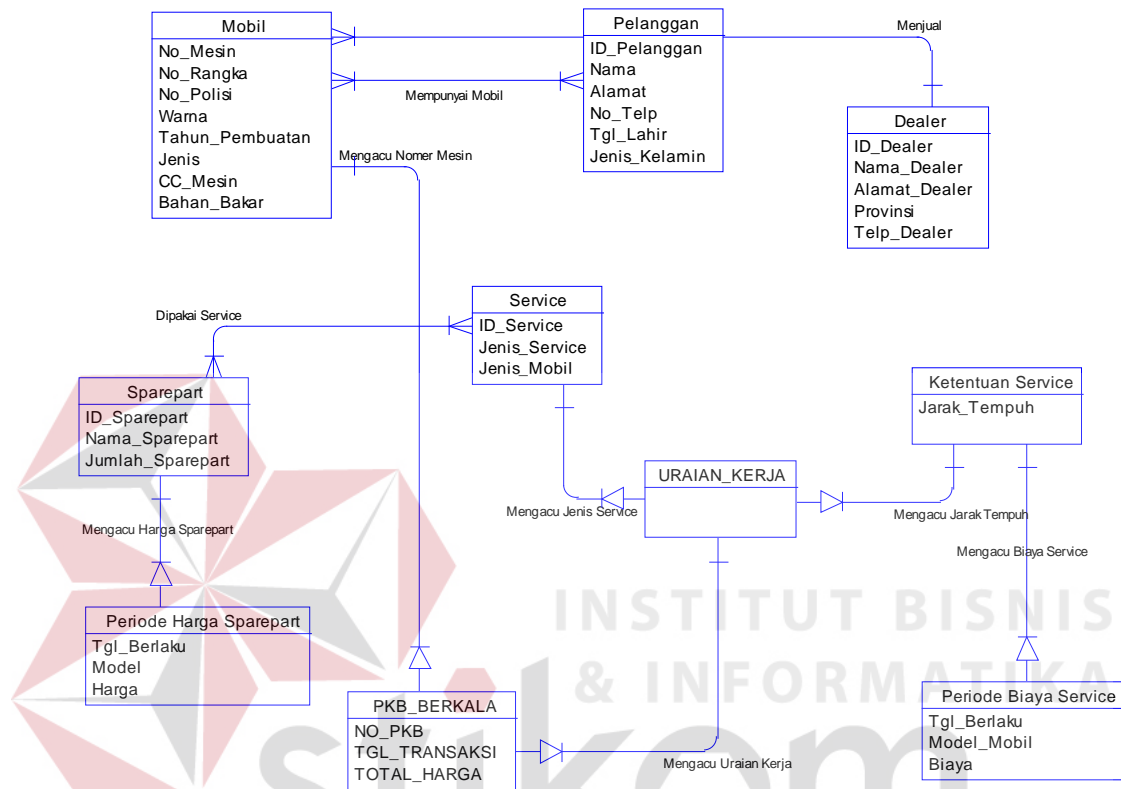 Mobil
No_Mesin
No_Rangka
No_Polisi
Warna
Tahun_Pembuatan
Jenis
CC_Mesin
Bahan_Bakar
Pelanggan
ID_Pelanggan
Nama
Alamat
No_Telp
Tgl_Lahir
Jenis_Kelamin
Menjual
Mempunyai Mobil
Dealer
ID_Dealer
Nama_Dealer
Alamat_Dealer
Provinsi
Telp_Dealer
Mengacu Nomer Mesin
Service
ID_Service
Jenis_Service
Jenis_Mobil
Dipakai Service
Sparepart
ID_Sparepart
Nama_Sparepart
Jumlah_Sparepart
Ketentuan Service
Jarak_Tempuh
URAIAN_KERJA
Mengacu Jenis Service
Mengacu Jarak Tempuh
Mengacu Harga Sparepart
Mengacu Biaya Service
Periode Harga Sparepart
Tgl_Berlaku
Model
Harga
INSTITUT BISNIS
& INFORMATIKA
stikom
PKB_BERKALA
NO_PKB
TGL_TRANSAKSI
TOTAL_HARGA
Mengacu Uraian Kerja
Periode Biaya Service
Tgl_Berlaku
Model_Mobil
Biaya